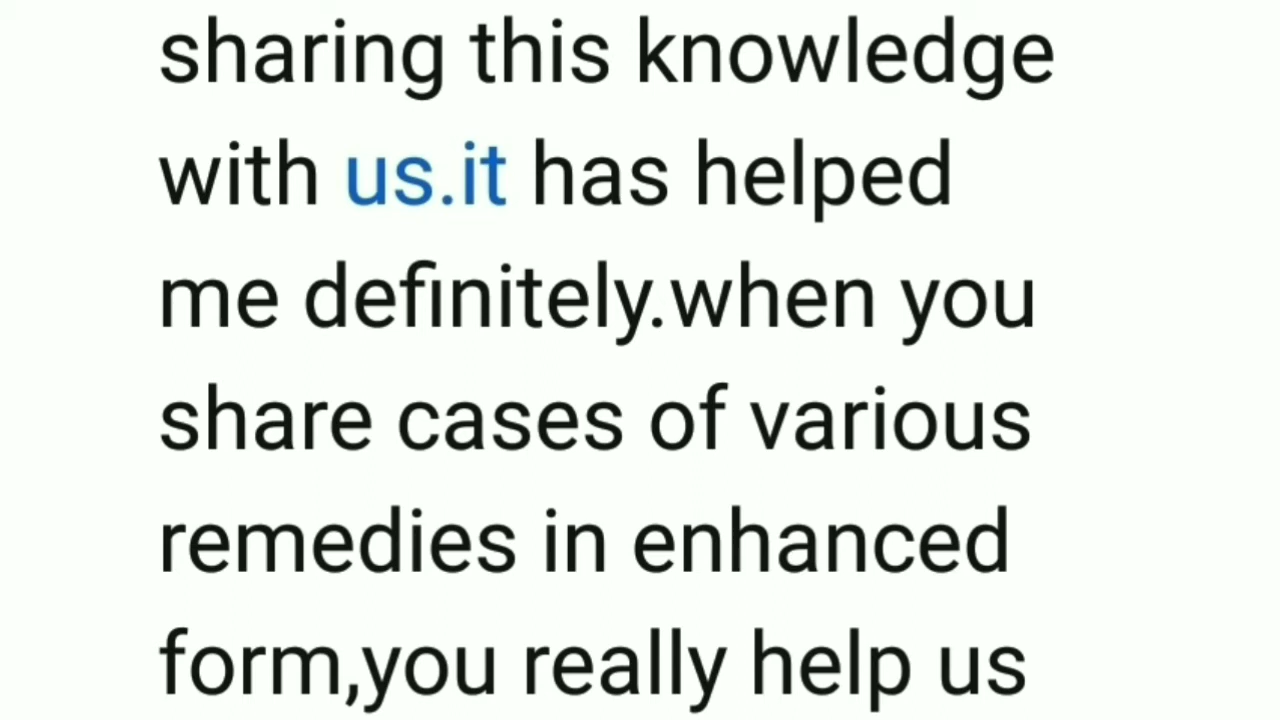 sharing this knowledge
with us.it has helped
me definitely.when you
share cases of various
remedies in enhanced
form,you really help us